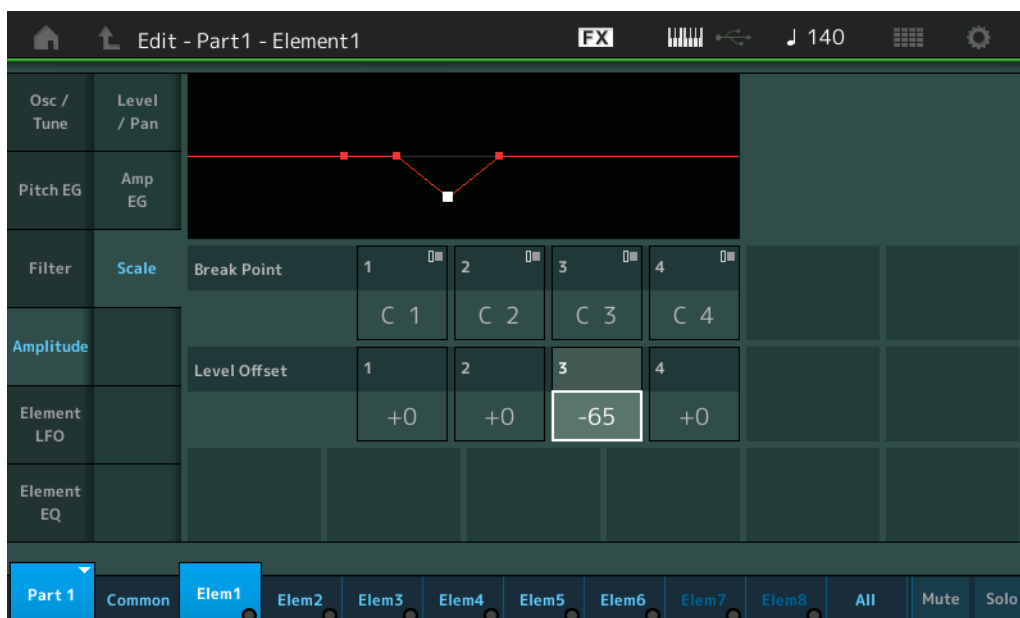 Edit - Part1 - Element1 FX ♩ 140
Osc /
Tune
Level
/ Pan
Pitch EG
Amp
EG
Filter
Scale
Break Point 1 2 3 4
C 1 C 2 C 3 C 4
Amplitude
Level Offset 1 2 3 4
+0 +0 -65 +0
Element
LFO
Element
EQ
Part 1 Common Elem1 Elem2 Elem3 Elem4 Elem5 Elem6 Elem7 Elem8 All Mute Solo